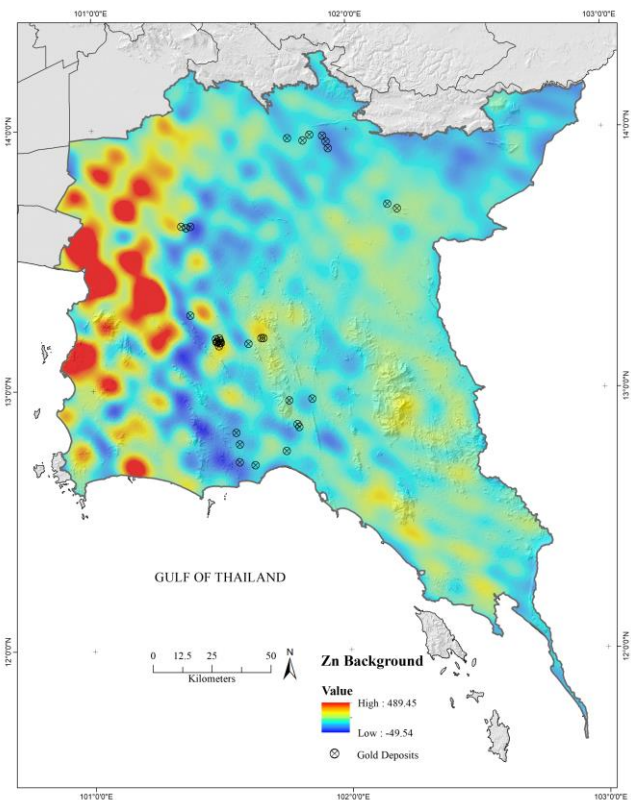 101°0'0"E
102°0'0"E
103°0'0"E
14°0'0"N
14°0'0"N
13°0'0"N
13°0'0"N
GULF OF THAILAND
0 12.5 25 50
Kilometers
N
Zn Background
Value
High : 489.45
Low : -49.54
Gold Deposits
12°0'0"N
12°0'0"N
101°0'0"E
102°0'0"E
103°0'0"E